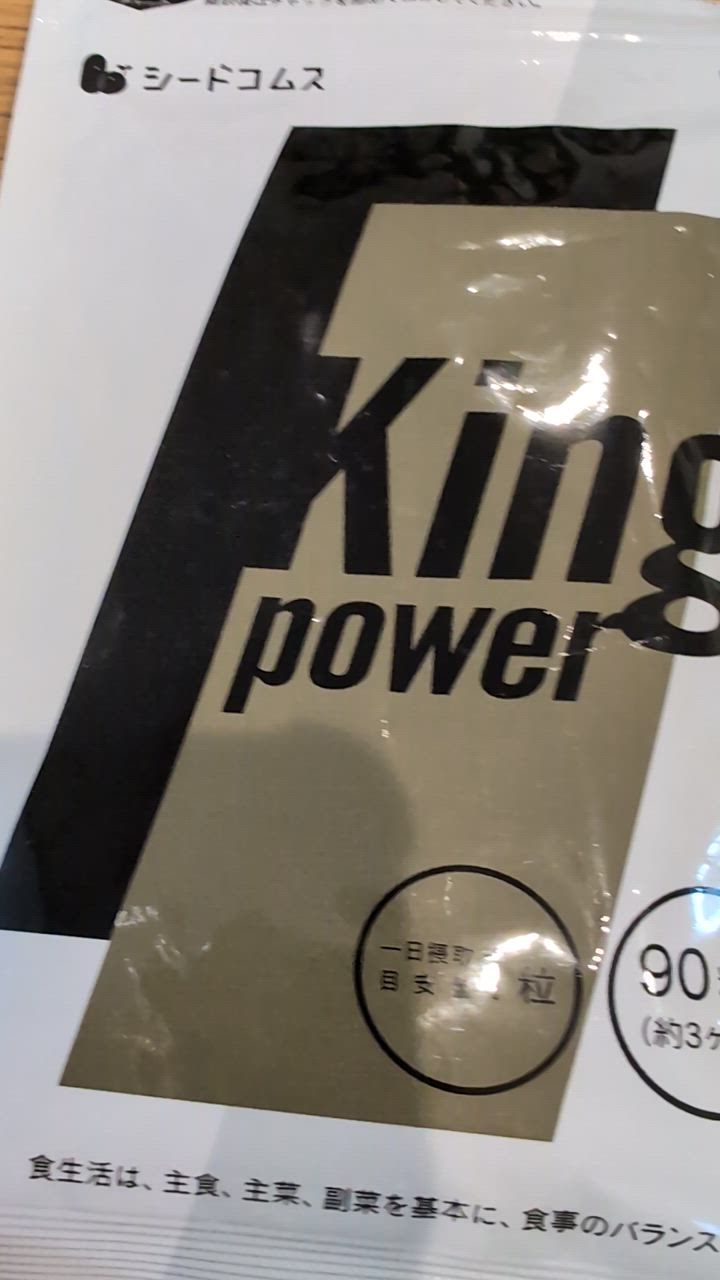 シードコムス
King
power
一日摂取
目安量 粒
90
(約3ヶ
食生活は、主食、主菜、副菜を基本に、食事のバランス